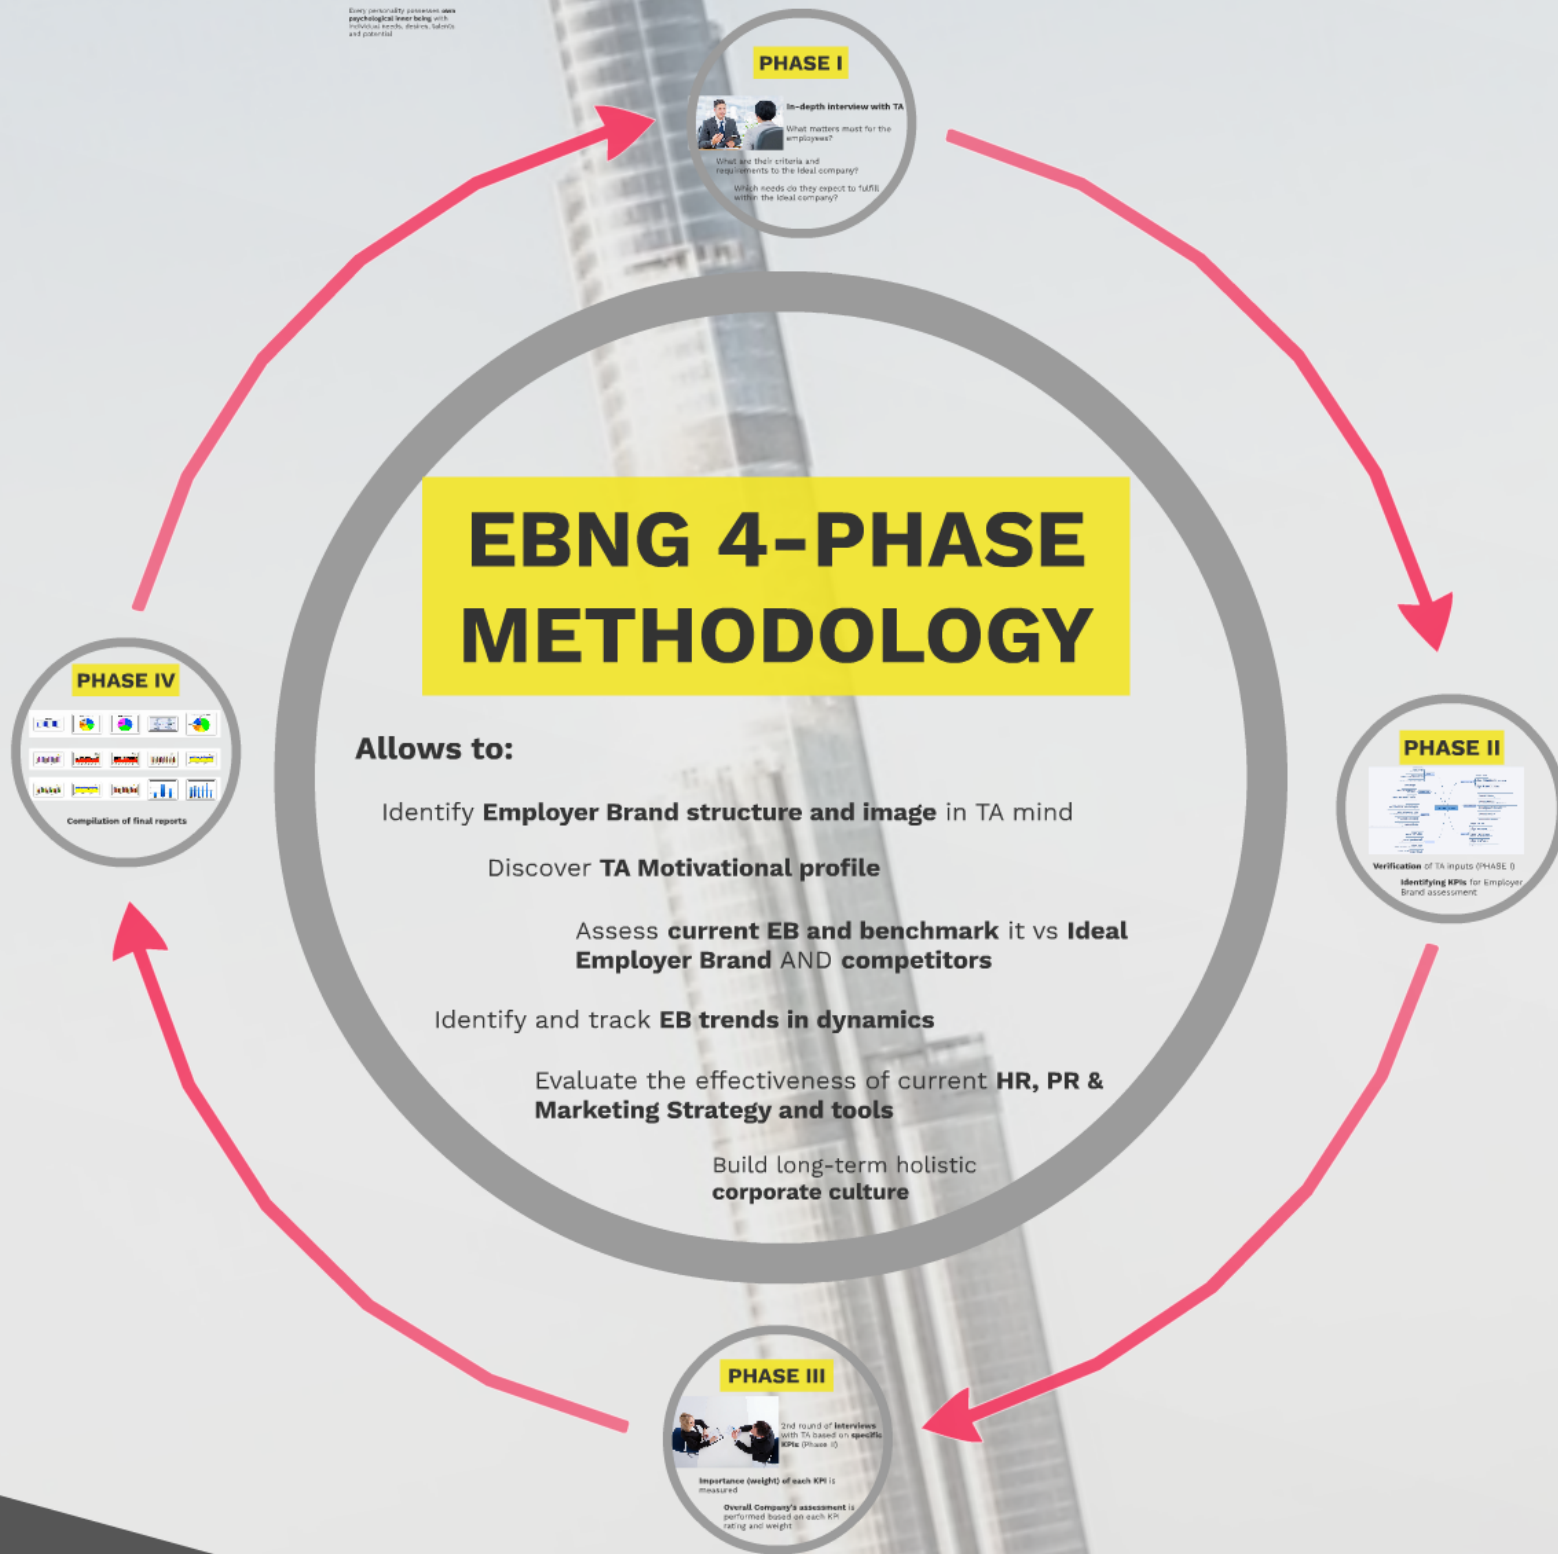 Every personality possesses own
psychological inner being with
individual needs, desires, talents
and potential
PHASE I
In-depth interview with TA
What matters must for the
employees?
What are their criteria and
requirements to the ideal company?
Which needs do they expect to fulfill
within the ideal company?
EBNG 4-PHASE
METHODOLOGY
Allows to:
Identify Employer Brand structure and image in TA mind
Discover TA Motivational profile
Assess current EB and benchmark it vs Ideal
Employer Brand AND competitors
Identify and track EB trends in dynamics
Evaluate the effectiveness of current HR, PR &
Marketing Strategy and tools
Build long-term holistic
corporate culture
PHASE II
Verification of TA inputs (PHASE I)
Identifying KPIs for Employer
Brand assessment
PHASE III
2nd round of interviews
with TA based on specific
KPIs (Phase II)
Importance (weight) of each KPI is
measured
Overall Company's assessment is
performed based on each KPI
rating and weight
PHASE IV
Compilation of final reports